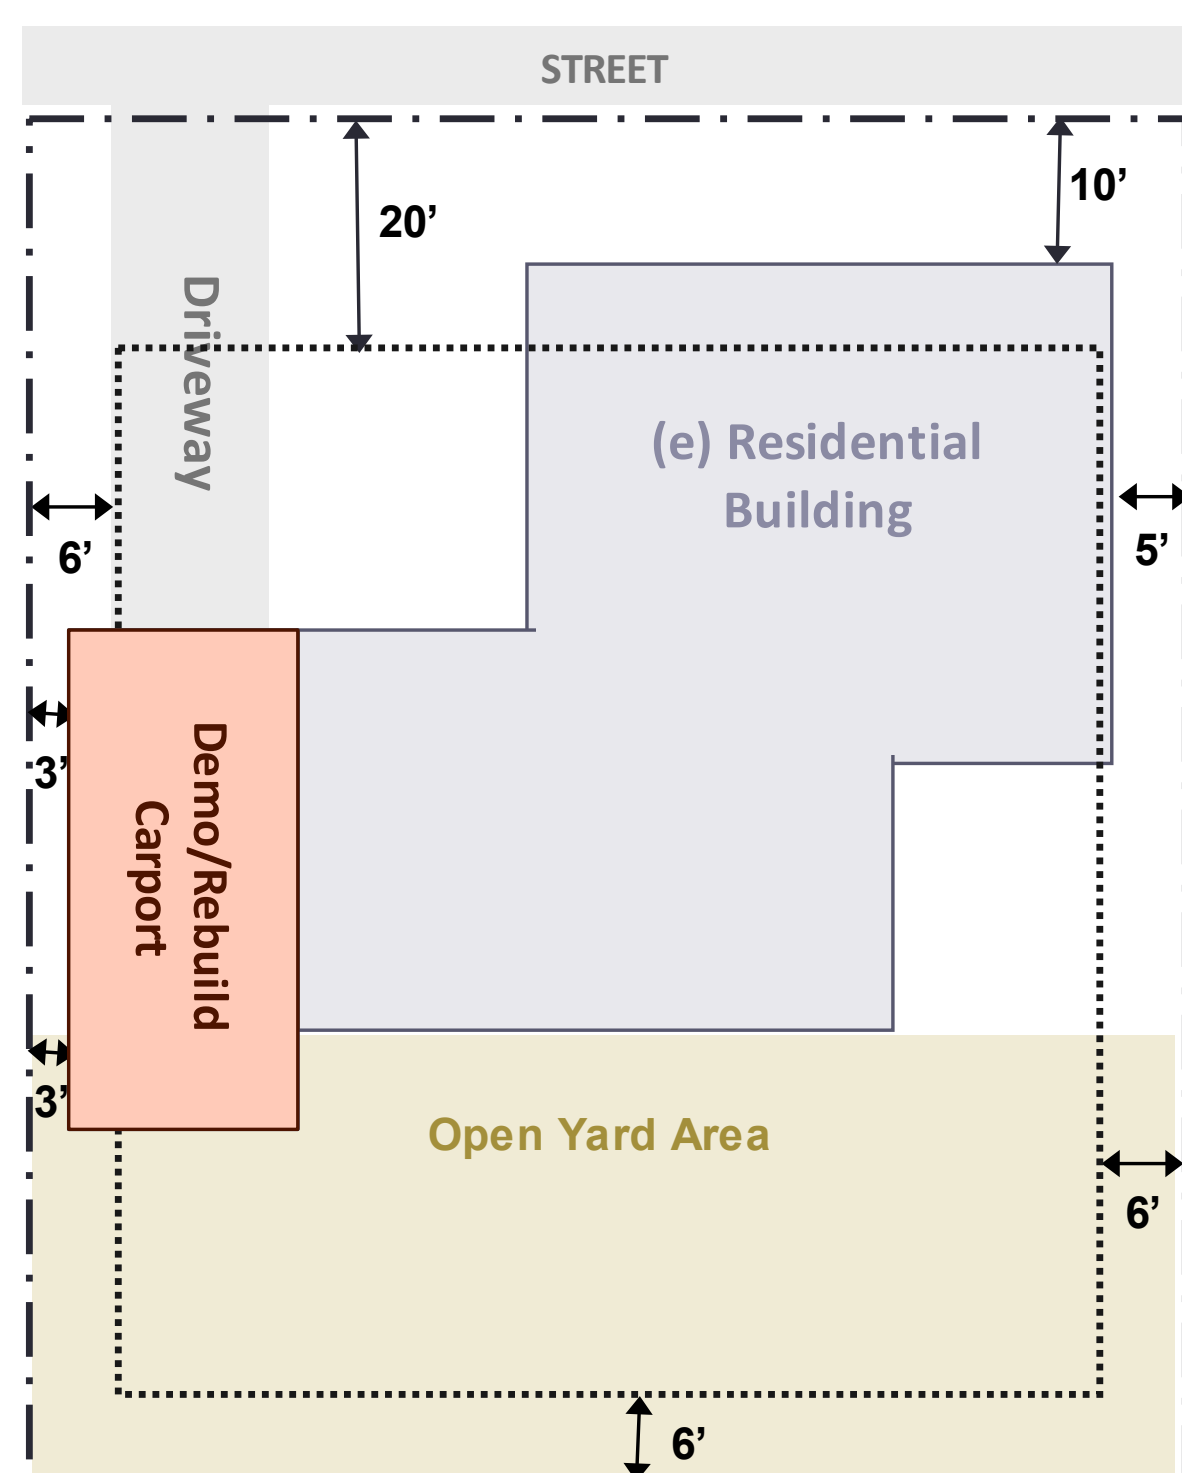 STREET
10’
20’
Driveway
(e) Residential
Building
6’
5’
3’
Demo/Rebuild
Carport
3’
Open Yard Area
6’
6’